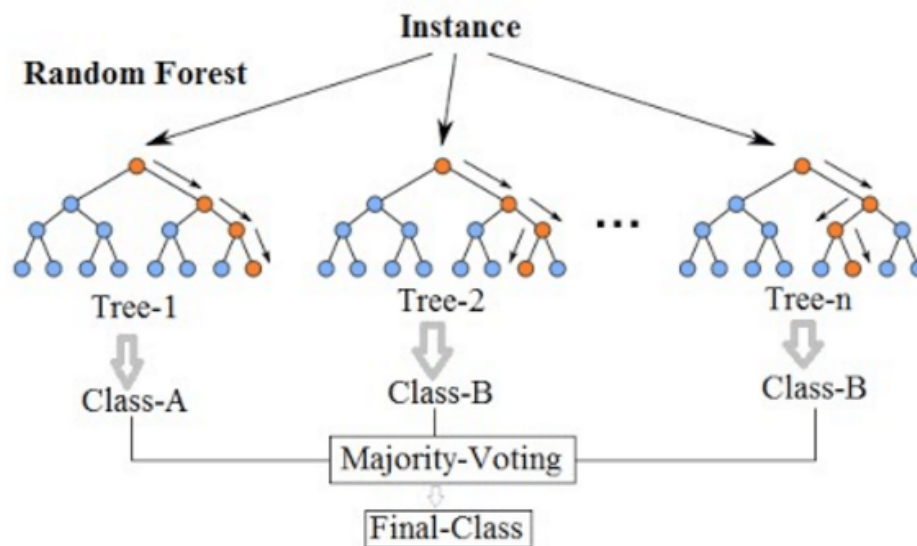 Instance
Random Forest
...
Tree-1
Tree-2
Tree-n
Class-A
Class-B
Class-B
Majority-Voting
Final-Class